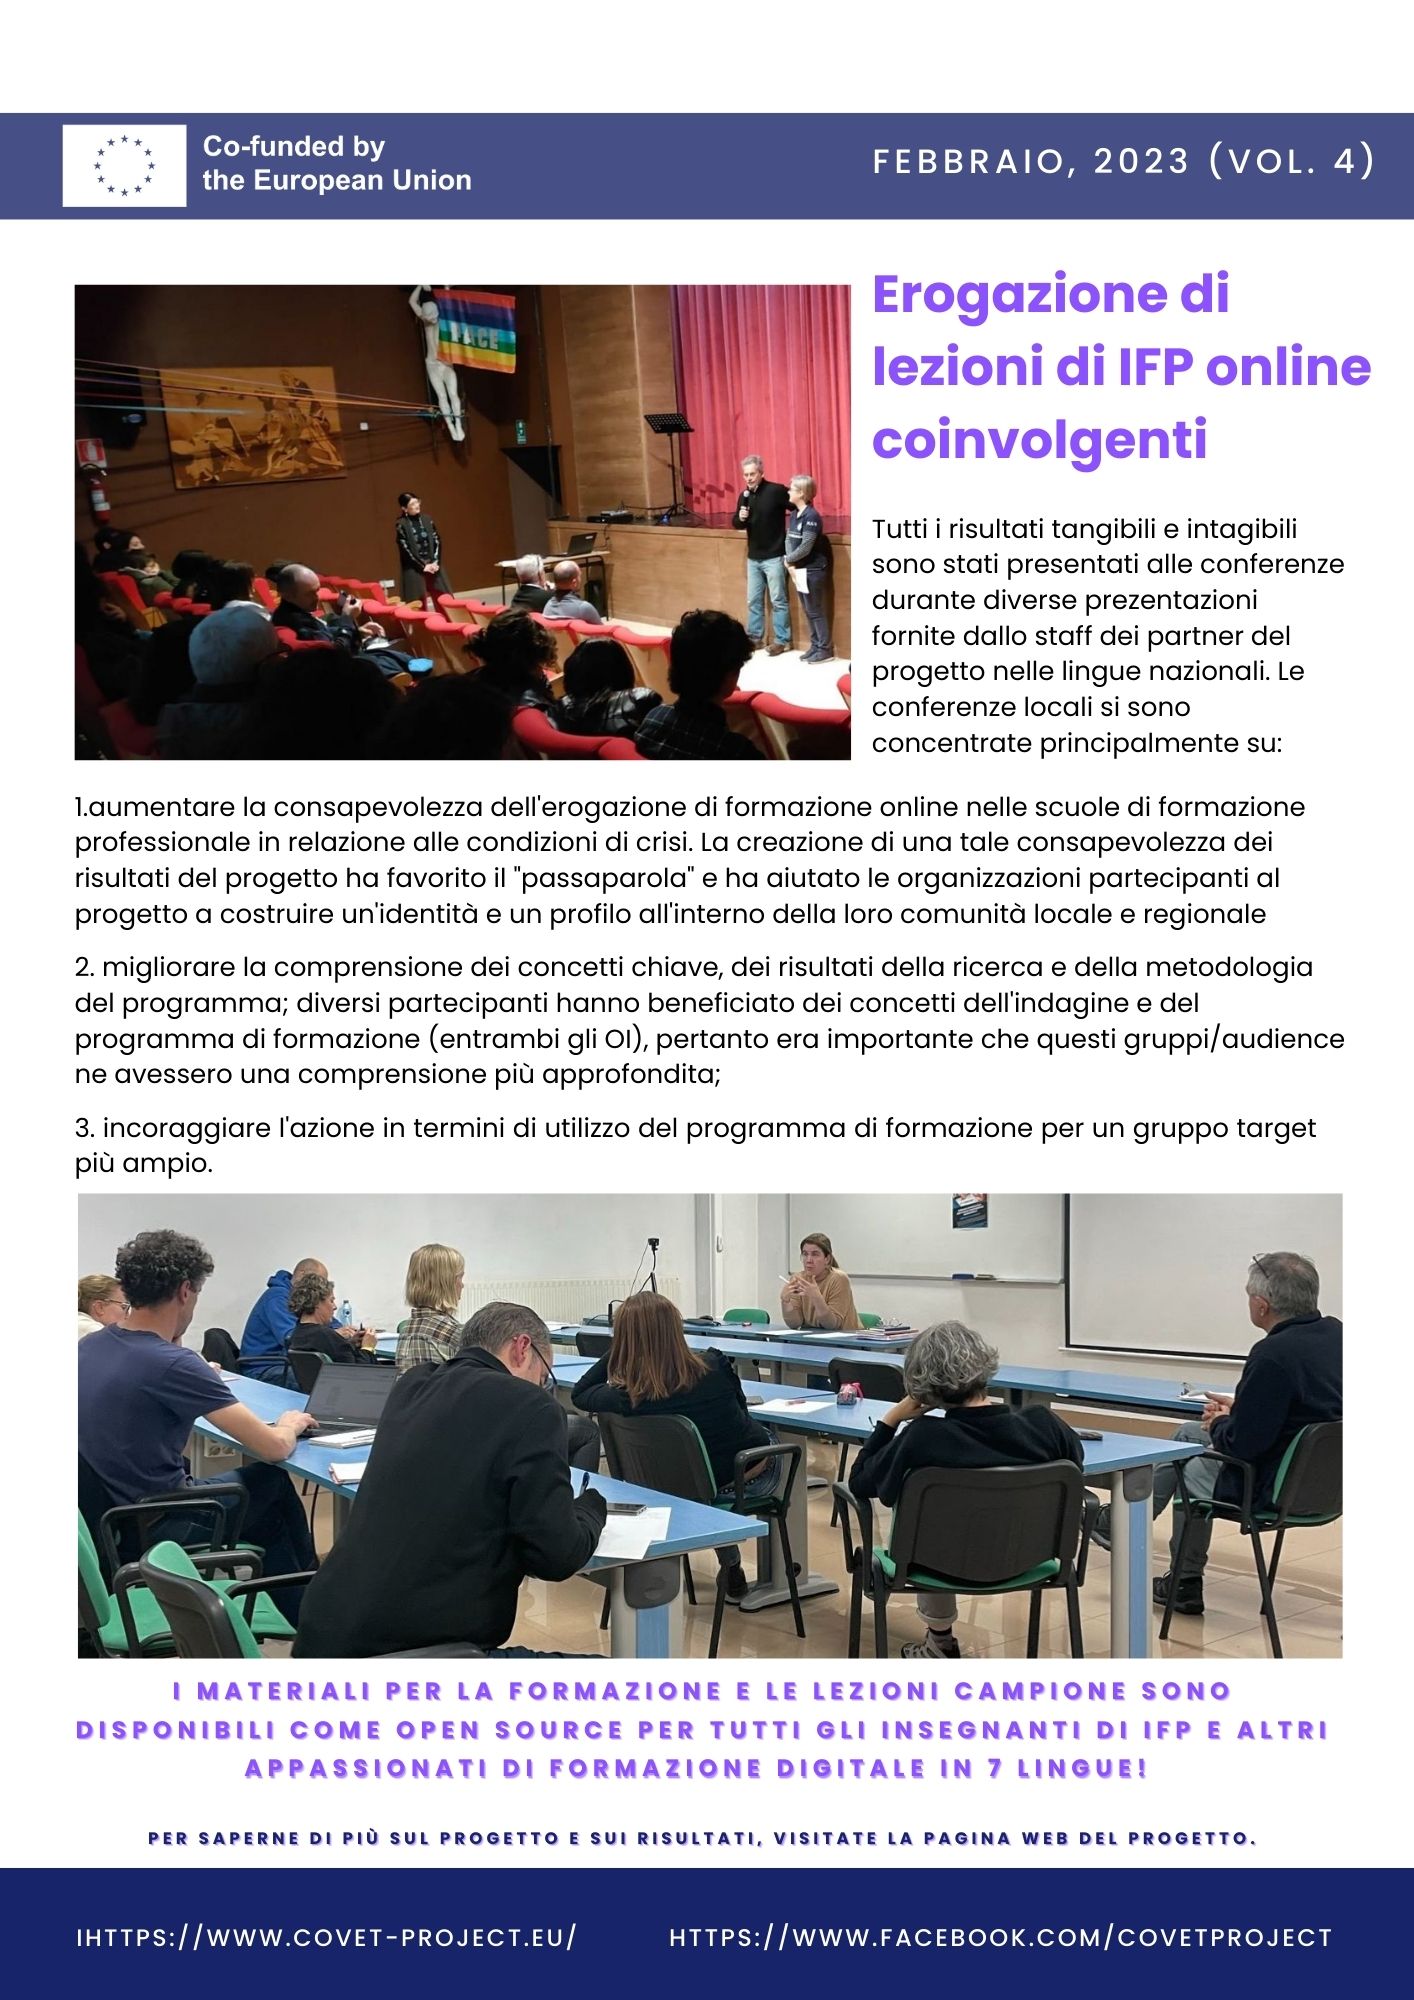 Co-funded by
the European Union
FEBBRAIO, 2023 (VOL. 4)
PACE
Erogazione di
lezioni di IFP online
coinvolgenti
Tutti i risultati tangibili e intagibili
sono stati presentati alle conferenze
durante diverse prezentazioni
fornite dallo staff dei partner del
progetto nelle lingue nazionali. Le
conferenze locali si sono
concentrate principalmente su:
1.aumentare la consapevolezza dell'erogazione di formazione online nelle scuole di formazione
professionale in relazione alle condizioni di crisi. La creazione di una tale consapevolezza dei
risultati del progetto ha favorito il "passaparola" e ha aiutato le organizzazioni partecipanti al
progetto a costruire un'identità e un profilo all'interno della loro comunità locale e regionale
2. migliorare la comprensione dei concetti chiave, dei risultati della ricerca e della metodologia
del programma; diversi partecipanti hanno beneficiato dei concetti dell'indagine e del
programma di formazione (entrambi gli OI), pertanto era importante che questi gruppi/audience
ne avessero una comprensione più approfondita;
3. incoraggiare l'azione in termini di utilizzo del programma di formazione per un gruppo target
più ampio.
I MATERIALI PER LA FORMAZIONE E LE LEZIONI CAMPIONE SONO
DISPONIBILI COME OPEN SOURCE PER TUTTI GLI INSEGNANTI DI IFP E ALTRI
APPASSIONATI DI FORMAZIONE DIGITALE IN 7 LINGUE!
PER SAPERNE DI PIÙ SUL PROGETTO E SUI RISULTATI, VISITATE LA PAGINA WEB DEL PROGETTO.
IHTTPS://WWW.COVET-PROJECT.EU/
HTTPS://WWW.FACEBOOK.COM/COVETPROJECT